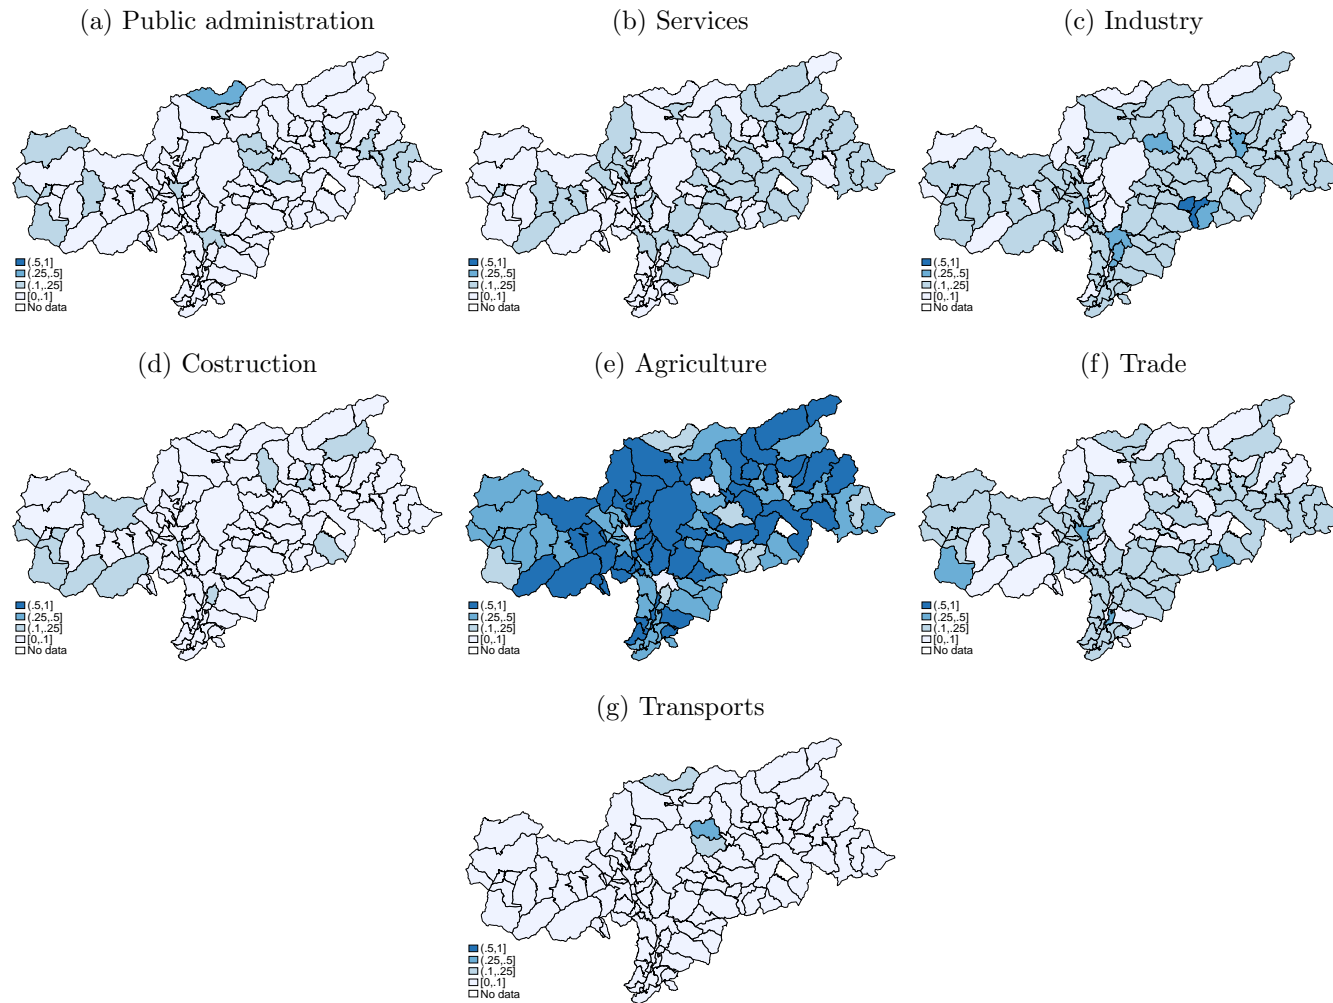 (a) Public administration
(b) Services
(c) Industry
(.5,1]
(.25,.5]
(.1,.25]
[0,.1]
No data
(.5,1]
(.25,.5]
(.1,.25]
[0,.1]
No data
(.5,1]
(.25,.5]
(.1,.25]
[0,.1]
No data
(d) Costruction
(e) Agriculture
(f) Trade
(.5,1]
(.25,.5]
(.1,.25]
[0,.1]
No data
(.5,1]
(.25,.5]
(.1,.25]
[0,.1]
No data
(.5,1]
(.25,.5]
(.1,.25]
[0,.1]
No data
(g) Transports
(.5,1]
(.25,.5]
(.1,.25]
[0,.1]
No data